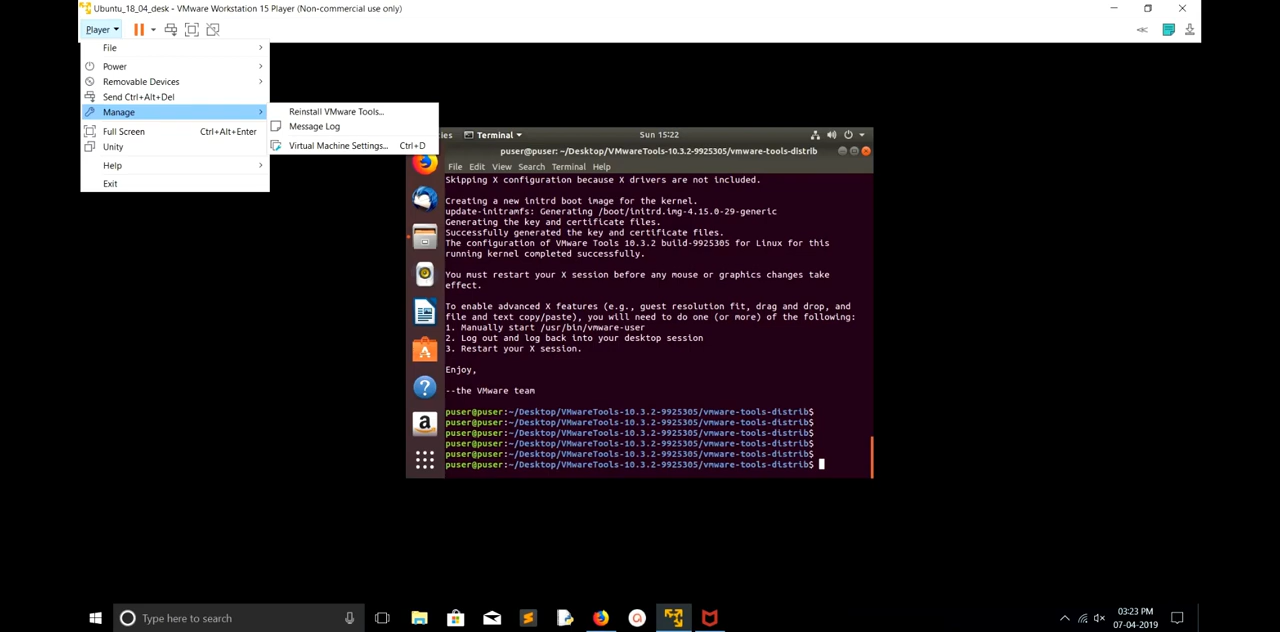 Ubuntu_18_04_desk - VMware Workstation 15 Player (Non-commercial use only)
Player
File
Power
Removable Devices
Send Ctrl+Alt+Del
Manage
Full Screen Ctrl+Alt+Enter
Unity
Help
Exit
Reinstall VMware Tools...
Message Log
Virtual Machine Settings... Ctrl+D
ies Terminal Sun 15:22
puser@puser: ~/Desktop/VMwareTools-10.3.2-9925305/vmware-tools-distrib
File Edit View Search Terminal Help
Skipping X configuration because X drivers are not included.
Creating a new initrd boot image for the kernel.
update-initramfs: Generating /boot/initrd.img-4.15.0-29-generic
Generating the key and certificate files.
Successfully generated the key and certificate files.
The configuration of VMware Tools 10.3.2 build-9925305 for Linux for this
running kernel completed successfully.
You must restart your X session before any mouse or graphics changes take
effect.
To enable advanced X features (e.g., guest resolution fit, drag and drop, and
file and text copy/paste), you will need to do one (or more) of the following:
1. Manually start /usr/bin/vmware-user
2. Log out and log back into your desktop session
3. Restart your X session.
Enjoy,
--the VMware team
puser@puser:~/Desktop/VMwareTools-10.3.2-9925305/vmware-tools-distrib$
puser@puser:~/Desktop/VMwareTools-10.3.2-9925305/vmware-tools-distrib$
puser@puser:~/Desktop/VMwareTools-10.3.2-9925305/vmware-tools-distrib$
puser@puser:~/Desktop/VMwareTools-10.3.2-9925305/vmware-tools-distrib$
puser@puser:~/Desktop/VMwareTools-10.3.2-9925305/vmware-tools-distrib$
puser@puser:~/Desktop/VMwareTools-10.3.2-9925305/vmware-tools-distrib$
Type here to search
03:23 PM
07-04-2019